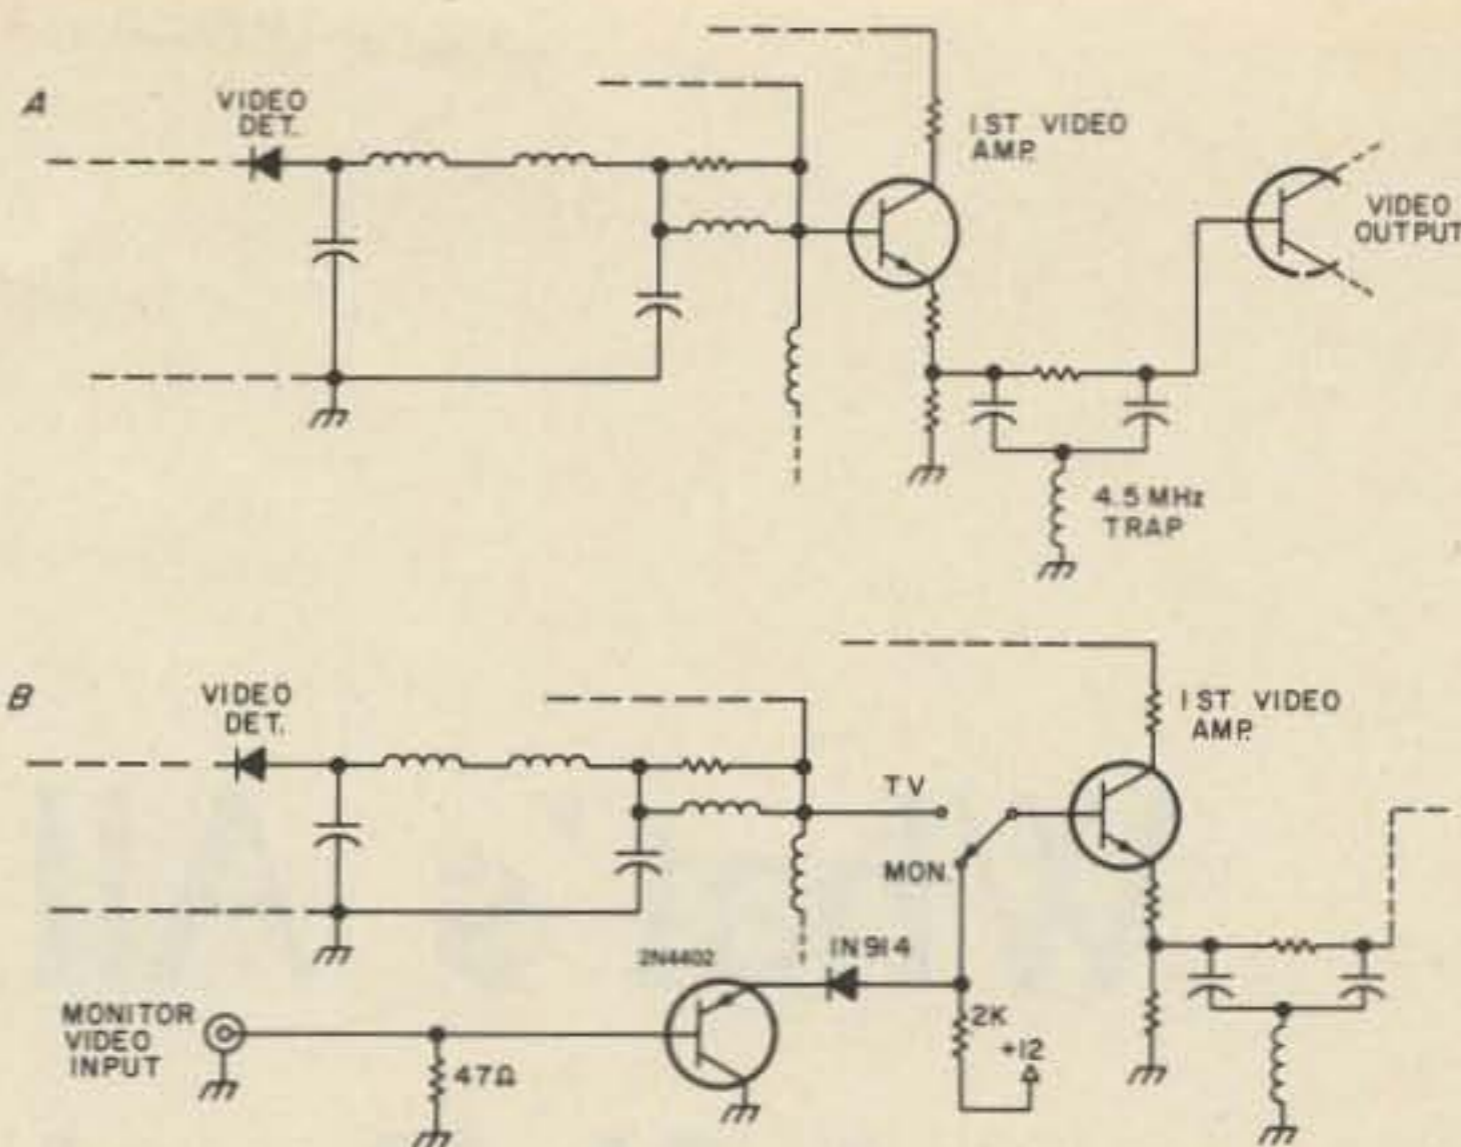 A
VIDEO
DET.
1ST VIDEO
AMP.
VIDEO
OUTPUT
4.5 MHz
TRAP
B
VIDEO
DET.
1ST VIDEO
AMP.
TV
MON.
2N4402
IN914
MONITOR
VIDEO
INPUT
47Ω
2K
+12